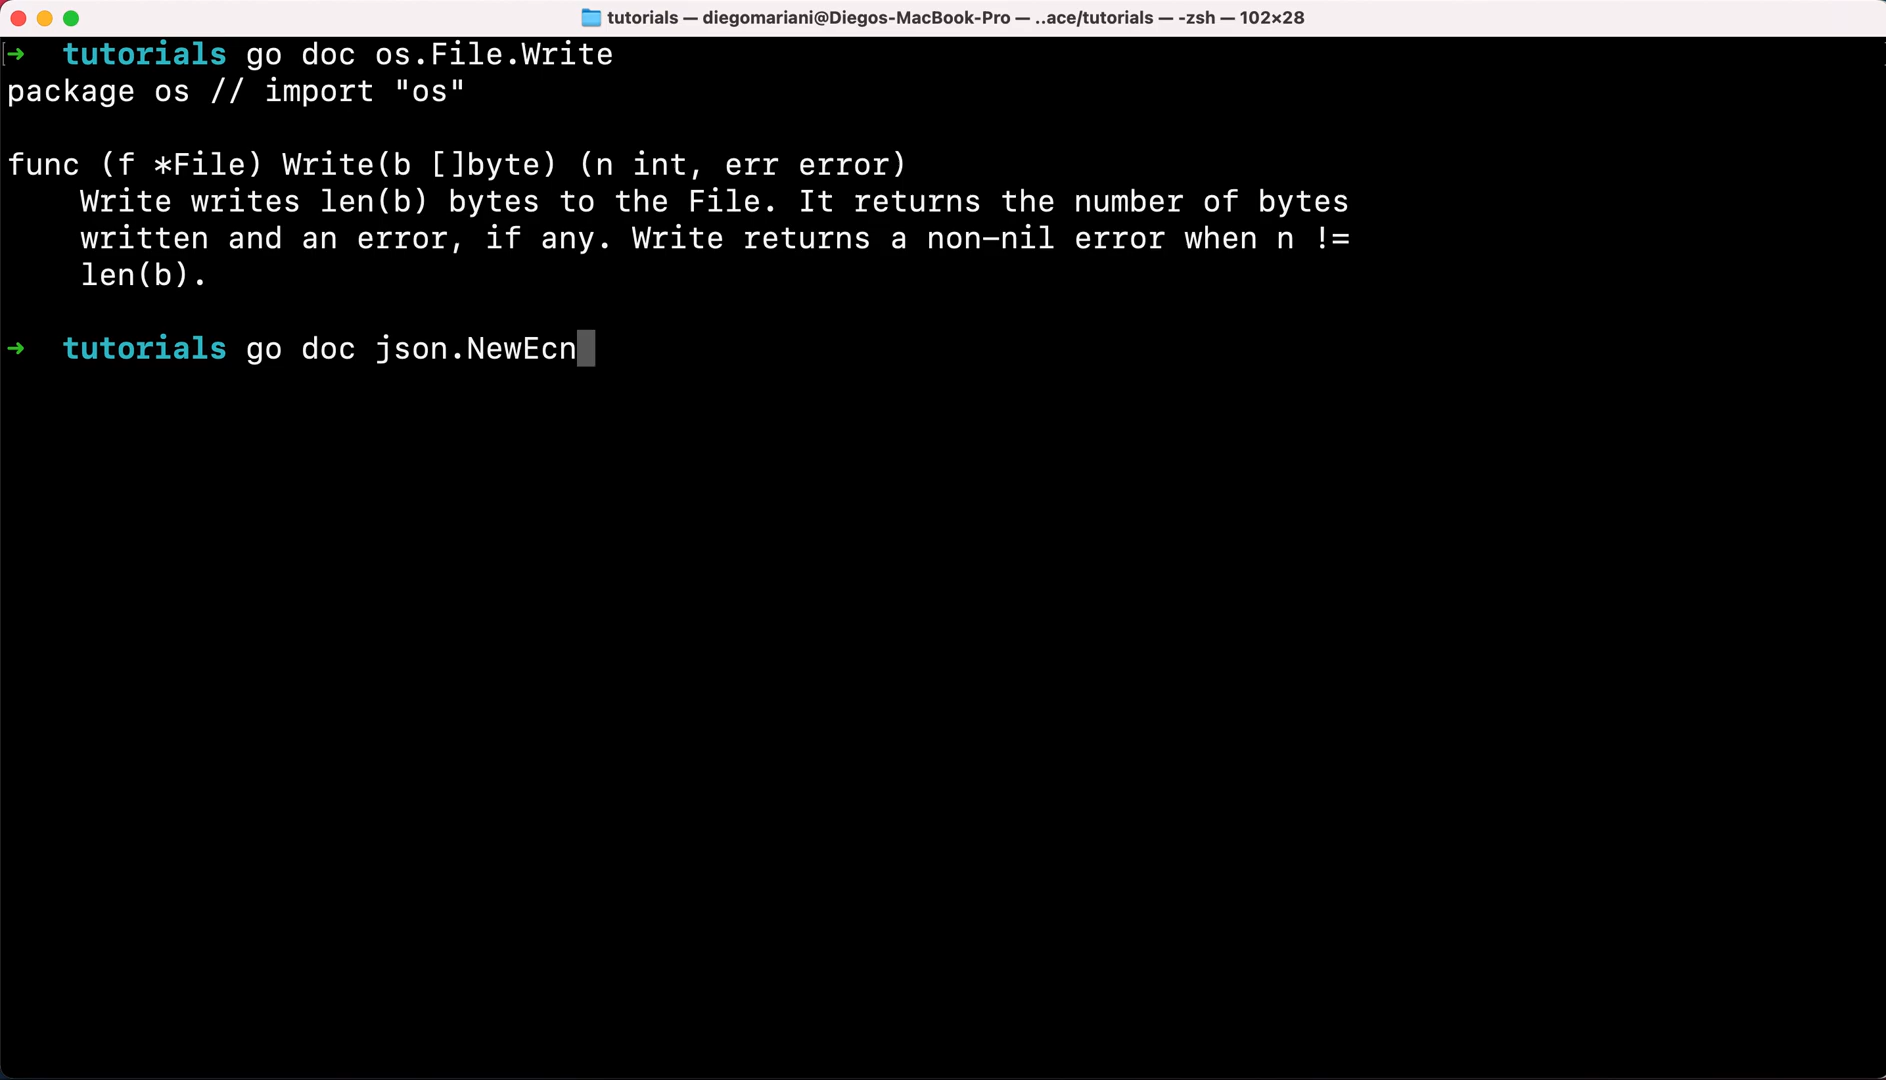 tutorials — diegomariani@Diegos-MacBook-Pro — ..ace/tutorials — -zsh — 102×28
[➜  tutorials go doc os.File.Write
package os // import "os"
func (f *File) Write(b []byte) (n int, err error)
    Write writes len(b) bytes to the File. It returns the number of bytes
    written and an error, if any. Write returns a non-nil error when n !=
    len(b).
➜  tutorials go doc json.NewEcn